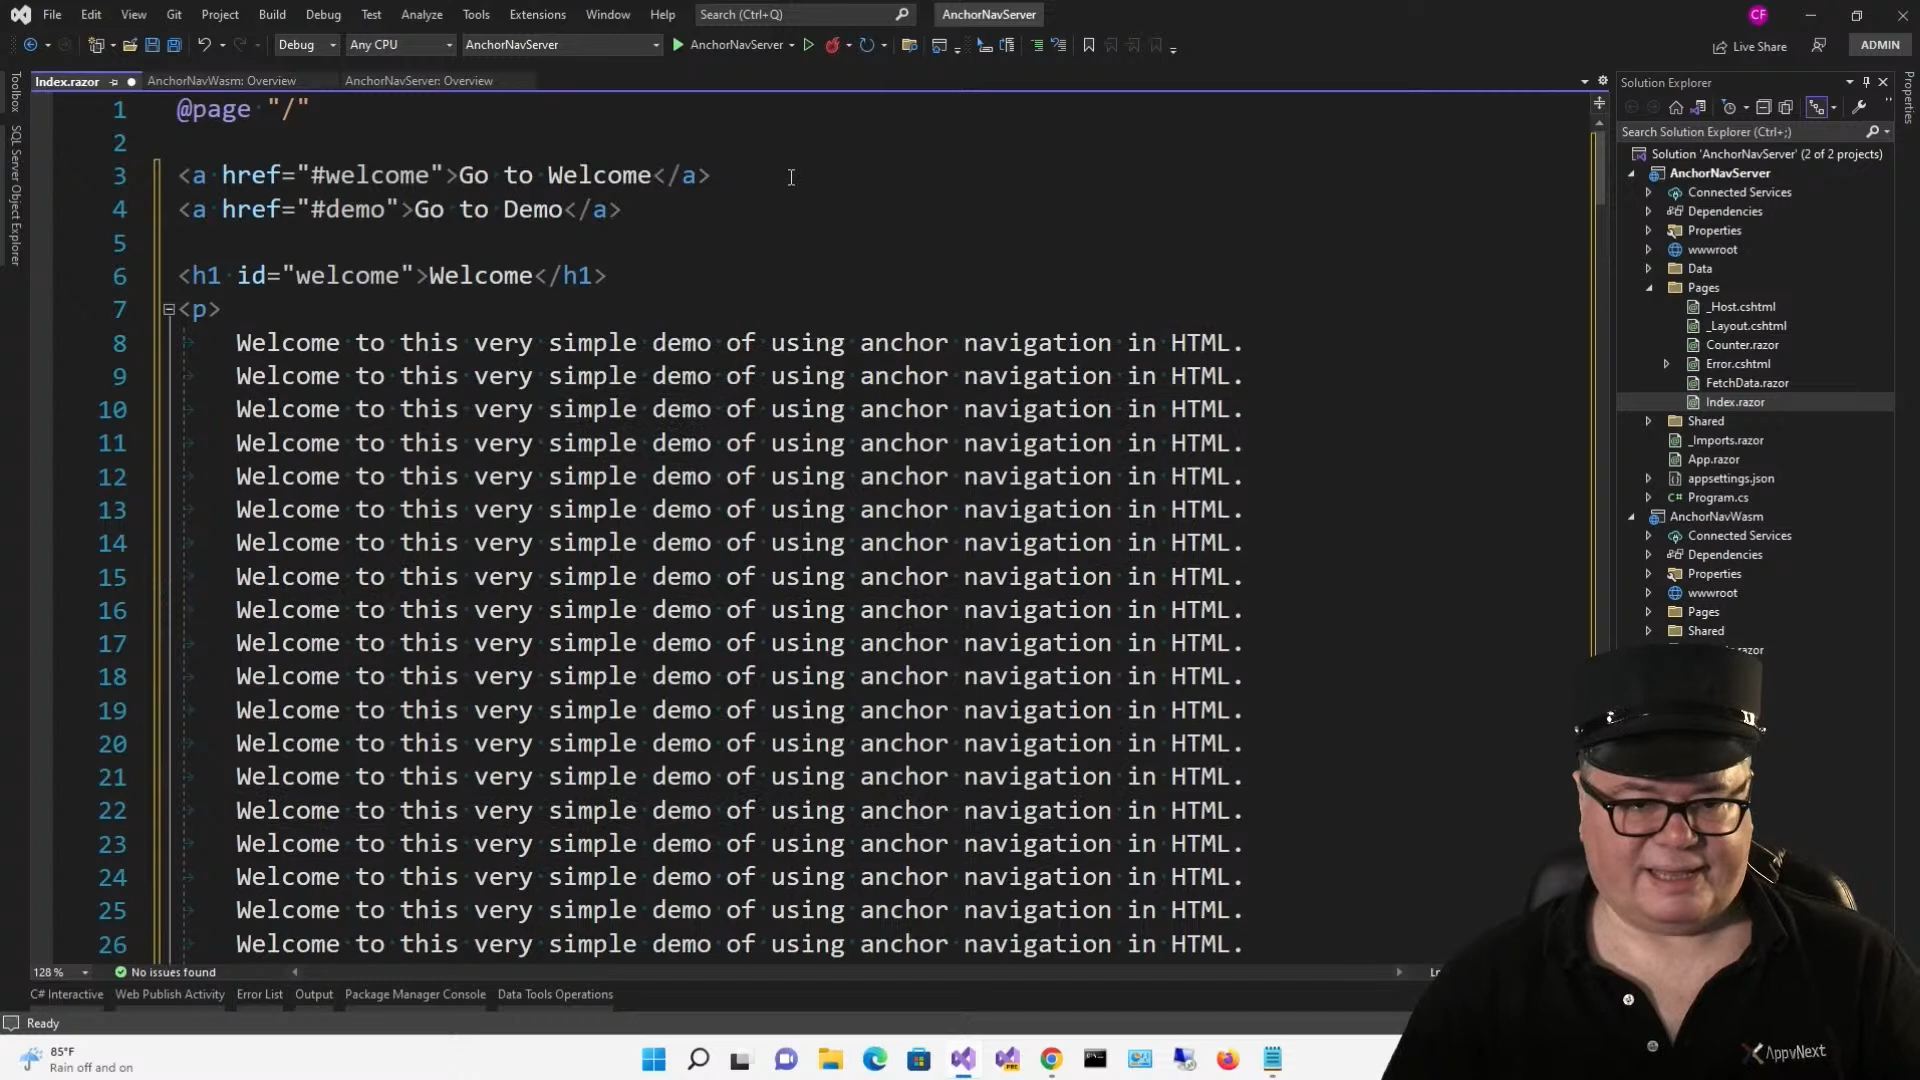 File Edit View Git Project Build Debug Test Analyze Tools Extensions Window Help Search (Ctrl+Q) AnchorNavServer CF
Debug Any CPU AnchorNavServer AnchorNavServer Live Share ADMIN
Index.razor AnchorNavWasm: Overview AnchorNavServer: Overview
Toolbox
SQL Server Object Explorer
1 @page "/"
2
3 <a href="#welcome">Go to Welcome</a>
4 <a href="#demo">Go to Demo</a>
5
6 <h1 id="welcome">Welcome</h1>
7 <p>
8 Welcome to this very simple demo of using anchor navigation in HTML.
9 Welcome to this very simple demo of using anchor navigation in HTML.
10 Welcome to this very simple demo of using anchor navigation in HTML.
11 Welcome to this very simple demo of using anchor navigation in HTML.
12 Welcome to this very simple demo of using anchor navigation in HTML.
13 Welcome to this very simple demo of using anchor navigation in HTML.
14 Welcome to this very simple demo of using anchor navigation in HTML.
15 Welcome to this very simple demo of using anchor navigation in HTML.
16 Welcome to this very simple demo of using anchor navigation in HTML.
17 Welcome to this very simple demo of using anchor navigation in HTML.
18 Welcome to this very simple demo of using anchor navigation in HTML.
19 Welcome to this very simple demo of using anchor navigation in HTML.
20 Welcome to this very simple demo of using anchor navigation in HTML.
21 Welcome to this very simple demo of using anchor navigation in HTML.
22 Welcome to this very simple demo of using anchor navigation in HTML.
23 Welcome to this very simple demo of using anchor navigation in HTML.
24 Welcome to this very simple demo of using anchor navigation in HTML.
25 Welcome to this very simple demo of using anchor navigation in HTML.
26 Welcome to this very simple demo of using anchor navigation in HTML.
128 % No issues found
C# Interactive Web Publish Activity Error List Output Package Manager Console Data Tools Operations
Ready
Solution Explorer
Search Solution Explorer (Ctrl+;)
Solution 'AnchorNavServer' (2 of 2 projects)
AnchorNavServer
Connected Services
Dependencies
Properties
wwwroot
Data
Pages
_Host.cshtml
_Layout.cshtml
Counter.razor
Error.cshtml
FetchData.razor
Index.razor
Shared
_Imports.razor
App.razor
appsettings.json
C# Program.cs
AnchorNavWasm
Connected Services
Dependencies
Properties
wwwroot
Pages
Shared
Properties
85°F
Rain off and on
PRE
AppvNext